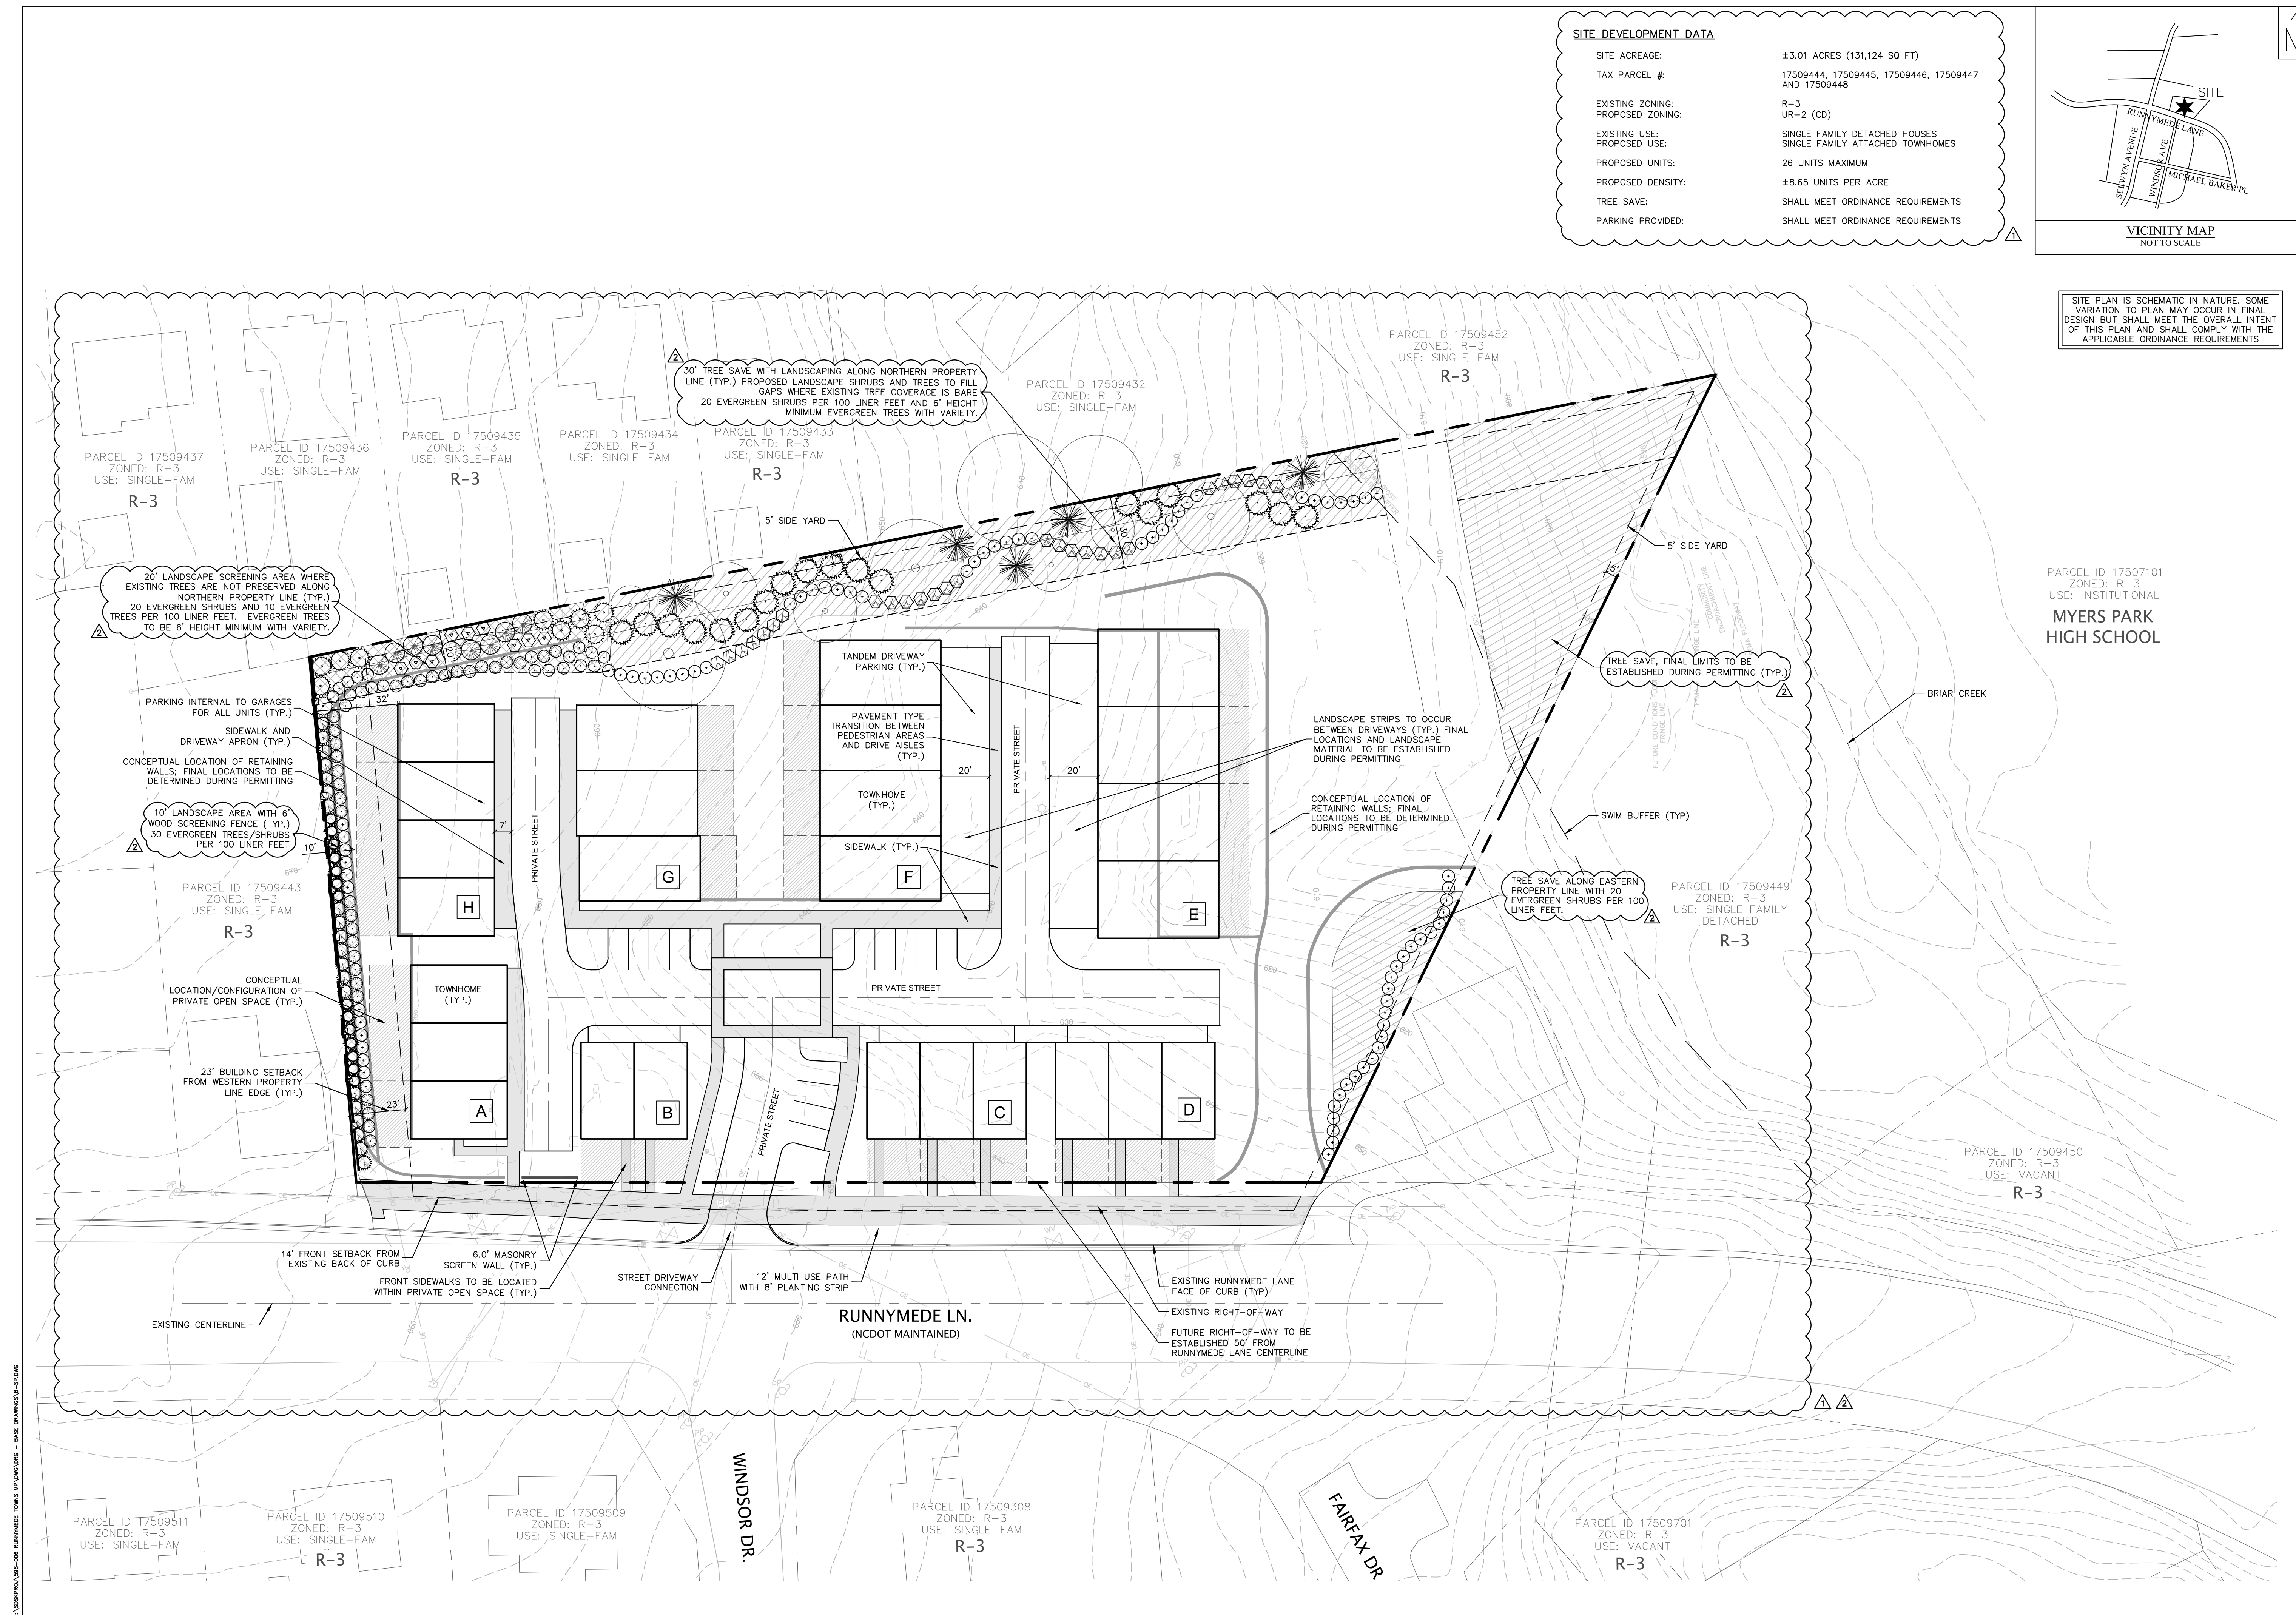 SITE DEVELOPMENT DATA
SITE ACREAGE: ±3.01 ACRES (131,124 SQ FT)
TAX PARCEL #: 17509444, 17509445, 17509446, 17509447
AND 17509448
EXISTING ZONING: R-3
PROPOSED ZONING: UR-2 (CD)
EXISTING USE: SINGLE FAMILY DETACHED HOUSES
PROPOSED USE: SINGLE FAMILY ATTACHED TOWNHOMES
PROPOSED UNITS: 26 UNITS MAXIMUM
PROPOSED DENSITY: ±8.65 UNITS PER ACRE
TREE SAVE: SHALL MEET ORDINANCE REQUIREMENTS
PARKING PROVIDED: SHALL MEET ORDINANCE REQUIREMENTS
1
SITE
RUNNYMEDE LANE
SELWYN AVENUE
WINDSOR AVE
MICHAEL BAKER PL
VICINITY MAP
NOT TO SCALE
SITE PLAN IS SCHEMATIC IN NATURE. SOME
VARIATION TO PLAN MAY OCCUR IN FINAL
DESIGN BUT SHALL MEET THE OVERALL INTENT
OF THIS PLAN AND SHALL COMPLY WITH THE
APPLICABLE ORDINANCE REQUIREMENTS
PARCEL ID 17509452
ZONED: R-3
USE: SINGLE-FAM
R-3
2
30' TREE SAVE WITH LANDSCAPING ALONG NORTHERN PROPERTY
LINE (TYP.) PROPOSED LANDSCAPE SHRUBS AND TREES TO FILL
GAPS WHERE EXISTING TREE COVERAGE IS BARE
20 EVERGREEN SHRUBS PER 100 LINER FEET AND 6' HEIGHT
MINIMUM EVERGREEN TREES WITH VARIETY.
PARCEL ID 17509432
ZONED: R-3
USE: SINGLE-FAM
PARCEL ID 17509437
ZONED: R-3
USE: SINGLE-FAM
R-3
PARCEL ID 17509436
ZONED: R-3
USE: SINGLE-FAM
PARCEL ID 17509435
ZONED: R-3
USE: SINGLE-FAM
R-3
PARCEL ID 17509434
ZONED: R-3
USE: SINGLE-FAM
PARCEL ID 17509433
ZONED: R-3
USE: SINGLE-FAM
R-3
5' SIDE YARD
30'
5' SIDE YARD
5'
PARCEL ID 17507101
ZONED: R-3
USE: INSTITUTIONAL
MYERS PARK
HIGH SCHOOL
20' LANDSCAPE SCREENING AREA WHERE
EXISTING TREES ARE NOT PRESERVED ALONG
NORTHERN PROPERTY LINE (TYP.)
20 EVERGREEN SHRUBS AND 10 EVERGREEN
TREES PER 100 LINER FEET. EVERGREEN TREES
TO BE 6' HEIGHT MINIMUM WITH VARIETY.
2
20'
32'
TANDEM DRIVEWAY
PARKING (TYP.)
TREE SAVE, FINAL LIMITS TO BE
ESTABLISHED DURING PERMITTING (TYP.)
2
BRIAR CREEK
PARKING INTERNAL TO GARAGES
FOR ALL UNITS (TYP.)
SIDEWALK AND
DRIVEWAY APRON (TYP.)
CONCEPTUAL LOCATION OF RETAINING
WALLS; FINAL LOCATIONS TO BE
DETERMINED DURING PERMITTING
PAVEMENT TYPE
TRANSITION BETWEEN
PEDESTRIAN AREAS
AND DRIVE AISLES
(TYP.)
PRIVATE STREET
20'
20'
LANDSCAPE STRIPS TO OCCUR
BETWEEN DRIVEWAYS (TYP.) FINAL
LOCATIONS AND LANDSCAPE
MATERIAL TO BE ESTABLISHED
DURING PERMITTING
TOWNHOME
(TYP.)
CONCEPTUAL LOCATION OF
RETAINING WALLS; FINAL
LOCATIONS TO BE DETERMINED
DURING PERMITTING
SWIM BUFFER (TYP)
10' LANDSCAPE AREA WITH 6'
WOOD SCREENING FENCE (TYP.)
30 EVERGREEN TREES/SHRUBS
PER 100 LINER FEET
2
10'
7'
PRIVATE STREET
SIDEWALK (TYP.)
PARCEL ID 17509443
ZONED: R-3
USE: SINGLE-FAM
R-3
H
G
F
E
TREE SAVE ALONG EASTERN
PROPERTY LINE WITH 20
EVERGREEN SHRUBS PER 100
LINER FEET.
2
PARCEL ID 17509449
ZONED: R-3
USE: SINGLE FAMILY
DETACHED
R-3
CONCEPTUAL
LOCATION/CONFIGURATION OF
PRIVATE OPEN SPACE (TYP.)
TOWNHOME
(TYP.)
PRIVATE STREET
23' BUILDING SETBACK
FROM WESTERN PROPERTY
LINE EDGE (TYP.)
23'
A
B
PRIVATE STREET
C
D
PARCEL ID 17509450
ZONED: R-3
USE: VACANT
R-3
14' FRONT SETBACK FROM
EXISTING BACK OF CURB
6.0' MASONRY
SCREEN WALL (TYP.)
FRONT SIDEWALKS TO BE LOCATED
WITHIN PRIVATE OPEN SPACE (TYP.)
STREET DRIVEWAY
CONNECTION
12' MULTI USE PATH
WITH 8' PLANTING STRIP
EXISTING RUNNYMEDE LANE
FACE OF CURB (TYP)
EXISTING RIGHT-OF-WAY
FUTURE RIGHT-OF-WAY TO BE
ESTABLISHED 50' FROM
RUNNYMEDE LANE CENTERLINE
EXISTING CENTERLINE
RUNNYMEDE LN.
(NCDOT MAINTAINED)
1 2
WINDSOR DR.
FAIRFAX DR
PARCEL ID 17509511
ZONED: R-3
USE: SINGLE-FAM
PARCEL ID 17509510
ZONED: R-3
USE: SINGLE-FAM
R-3
PARCEL ID 17509509
ZONED: R-3
USE: SINGLE-FAM
PARCEL ID 17509308
ZONED: R-3
USE: SINGLE-FAM
R-3
PARCEL ID 17509701
ZONED: R-3
USE: VACANT
R-3